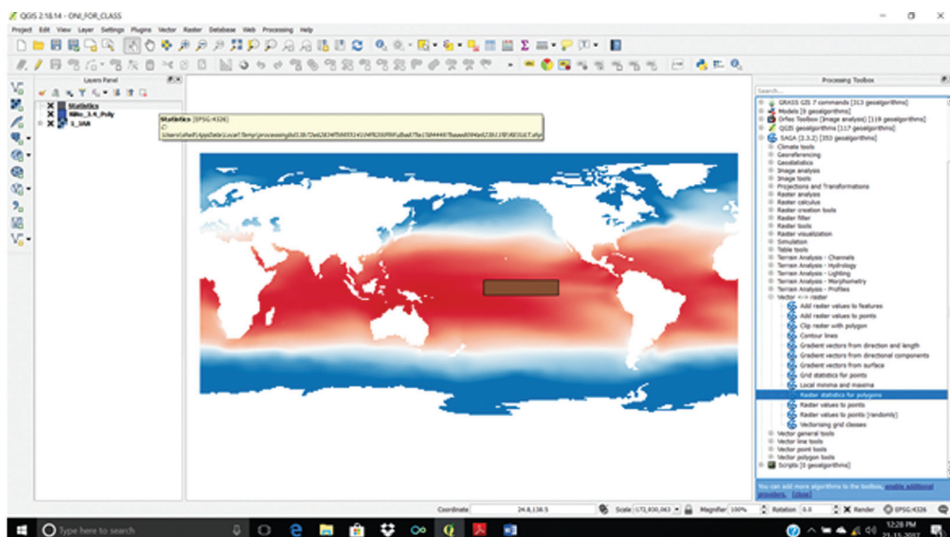 QGIS 2.18.14 - ONI_FOR_CLASS
Project Edit View Layer Settings Plugins Vector Raster Database Web Processing Help
Layers Panel
Statistics
Niño_3.4_Poly
1_JAN
Statistics [EPSG:4326]
Processing Toolbox
Search...
GRASS GIS 7 commands [313 geoalgorithms]
Models [0 geoalgorithms]
Orfeo Toolbox (Image analysis) [119 geoalgorithms]
QGIS geoalgorithms [117 geoalgorithms]
SAGA (2.3.2) [353 geoalgorithms]
Climate tools
Georeferencing
Geostatistics
Image analysis
Image tools
Projections and Transformations
Raster analysis
Raster calculus
Raster creation tools
Raster filter
Raster tools
Raster visualization
Simulation
Table tools
Terrain Analysis - Channels
Terrain Analysis - Hydrology
Terrain Analysis - Lighting
Terrain Analysis - Morphometry
Terrain Analysis - Profiles
Vector <-> raster
Add raster values to features
Add raster values to points
Clip raster with polygon
Contour lines
Gradient vectors from direction and length
Gradient vectors from directional components
Gradient vectors from surface
Grid statistics for points
Local minima and maxima
Raster statistics for polygons
Raster values to points
Raster values to points (randomly)
Vectorising grid classes
Vector general tools
Vector line tools
Vector point tools
Vector polygon tools
Scripts [0 geoalgorithms]
You can add more algorithms to the toolbox, enable additional
providers. [close]
Coordinate 24.8,138.5 Scale Magnifier 100% Rotation 0.0 Render EPSG:4326
Type here to search
12:28 PM
21-11-2017